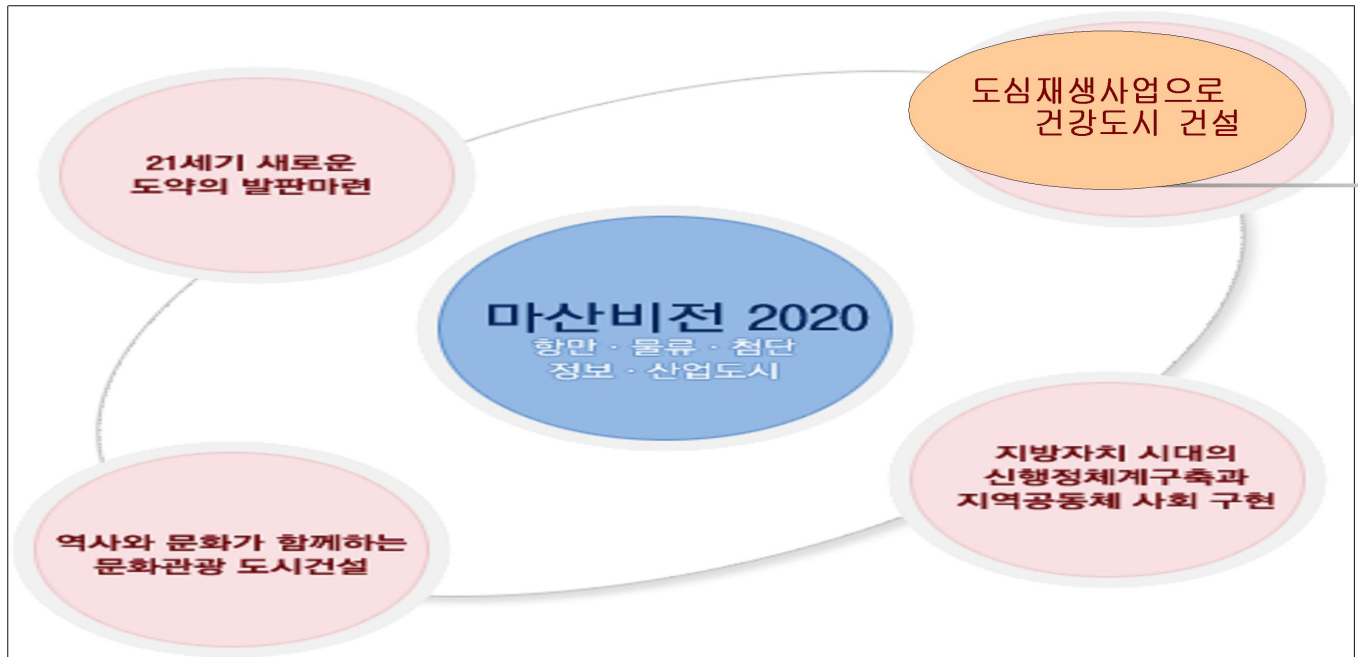 21세기 새로운
도약의 발판마련
도심재생사업으로
건강도시 건설
마산비전 2020
항만 · 물류 · 첨단
정보 · 산업도시
역사와 문화가 함께하는
문화관광 도시건설
지방자치 시대의
신행정체계구축과
지역공동체 사회 구현